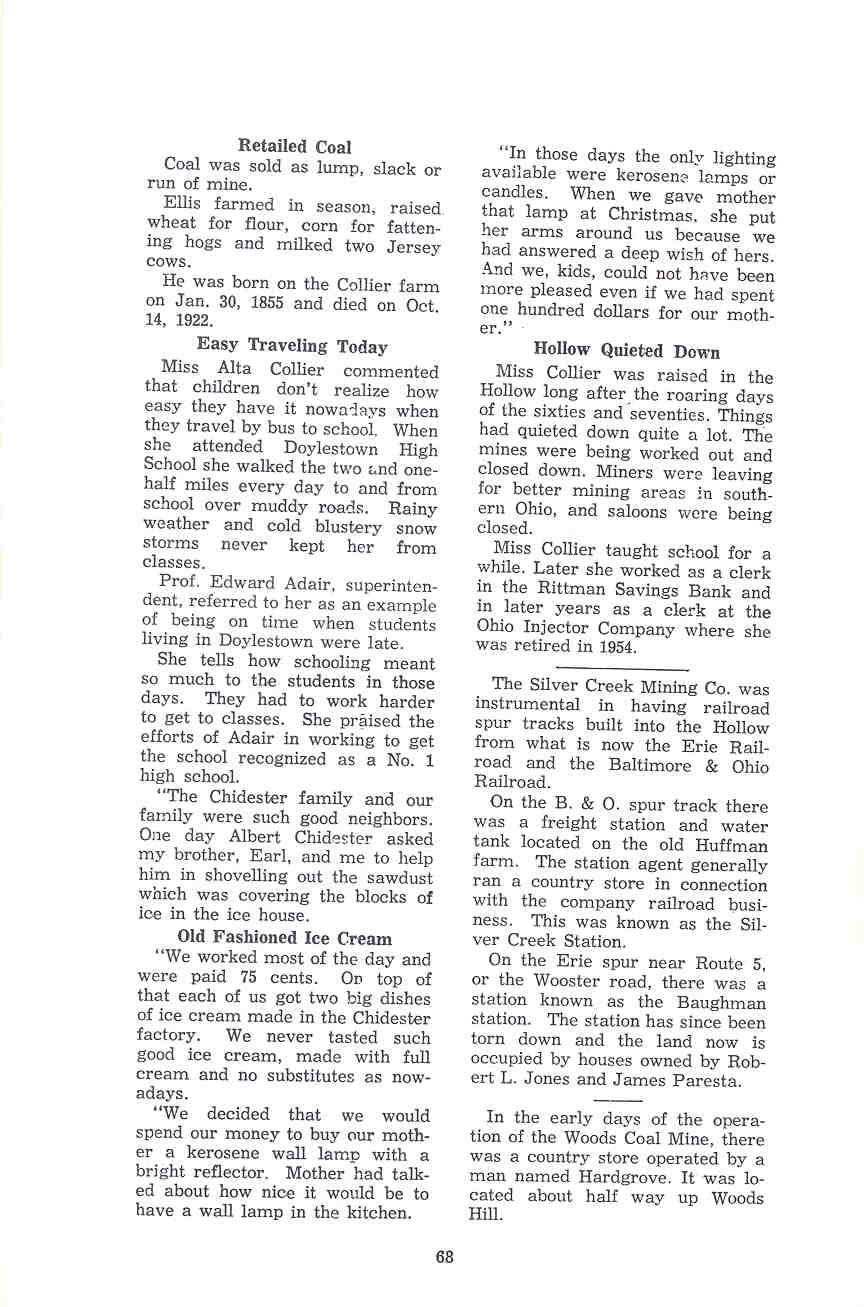 Retailed Coal
Coal was sold as lump, slack or
run of mine.
Ellis farmed in season, raised
wheat for flour, corn for fatten-
ing hogs and milked two Jersey
cows.
He was born on the Collier farm
on Jan. 30, 1855 and died on Oct.
14, 1922.
Easy Traveling Today
Miss Alta Collier commented
that children don't realize how
easy they have it nowadays when
they travel by bus to school. When
she attended Doylestown High
School she walked the two and one-
half miles every day to and from
school over muddy roads. Rainy
weather and cold blustery snow
storms never kept her from
classes.
Prof. Edward Adair, superinten-
dent, referred to her as an example
of being on time when students
living in Doylestown were late.
She tells how schooling meant
so much to the students in those
days. They had to work harder
to get to classes. She praised the
efforts of Adair in working to get
the school recognized as a No. 1
high school.
"The Chidester family and our
family were such good neighbors.
One day Albert Chidester asked
my brother, Earl, and me to help
him in shovelling out the sawdust
which was covering the blocks of
ice in the ice house.
Old Fashioned Ice Cream
"We worked most of the day and
were paid 75 cents. On top of
that each of us got two big dishes
of ice cream made in the Chidester
factory. We never tasted such
good ice cream, made with full
cream and no substitutes as now-
adays.
"We decided that we would
spend our money to buy our moth-
er a kerosene wall lamp with a
bright reflector. Mother had talk-
ed about how nice it would be to
have a wall lamp in the kitchen.
"In those days the only lighting
available were kerosene lamps or
candles. When we gave mother
that lamp at Christmas, she put
her arms around us because we
had answered a deep wish of hers.
And we, kids, could not have been
more pleased even if we had spent
one hundred dollars for our moth-
er."
Hollow Quieted Down
Miss Collier was raised in the
Hollow long after the roaring days
of the sixties and seventies. Things
had quieted down quite a lot. The
mines were being worked out and
closed down. Miners were leaving
for better mining areas in south-
ern Ohio, and saloons were being
closed.
Miss Collier taught school for a
while. Later she worked as a clerk
in the Rittman Savings Bank and
in later years as a clerk at the
Ohio Injector Company where she
was retired in 1954.
The Silver Creek Mining Co. was
instrumental in having railroad
spur tracks built into the Hollow
from what is now the Erie Rail-
road and the Baltimore & Ohio
Railroad.
On the B. & O. spur track there
was a freight station and water
tank located on the old Huffman
farm. The station agent generally
ran a country store in connection
with the company railroad busi-
ness. This was known as the Sil-
ver Creek Station.
On the Erie spur near Route 5,
or the Wooster road, there was a
station known as the Baughman
station. The station has since been
torn down and the land now is
occupied by houses owned by Rob-
ert L. Jones and James Paresta.
In the early days of the opera-
tion of the Woods Coal Mine, there
was a country store operated by a
man named Hardgrove. It was lo-
cated about half way up Woods
Hill.
68